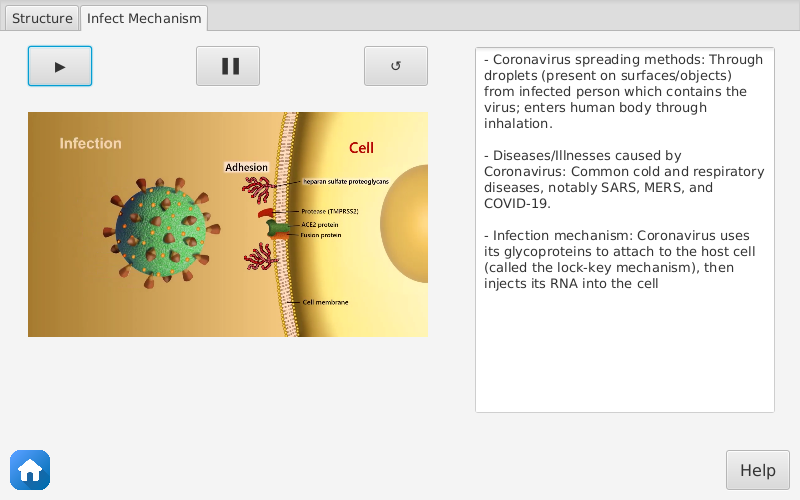 Structure
Infect Mechanism
Infection
Cell
Adhesion
heparan sulfate proteoglycans
Protease (TMPRSS2)
ACE2 protein
Fusion protein
Cell membrane
- Coronavirus spreading methods: Through
droplets (present on surfaces/objects)
from infected person which contains the
virus; enters human body through
inhalation.
- Diseases/Illnesses caused by
Coronavirus: Common cold and respiratory
diseases, notably SARS, MERS, and
COVID-19.
- Infection mechanism: Coronavirus uses
its glycoproteins to attach to the host cell
(called the lock-key mechanism), then
injects its RNA into the cell
Help